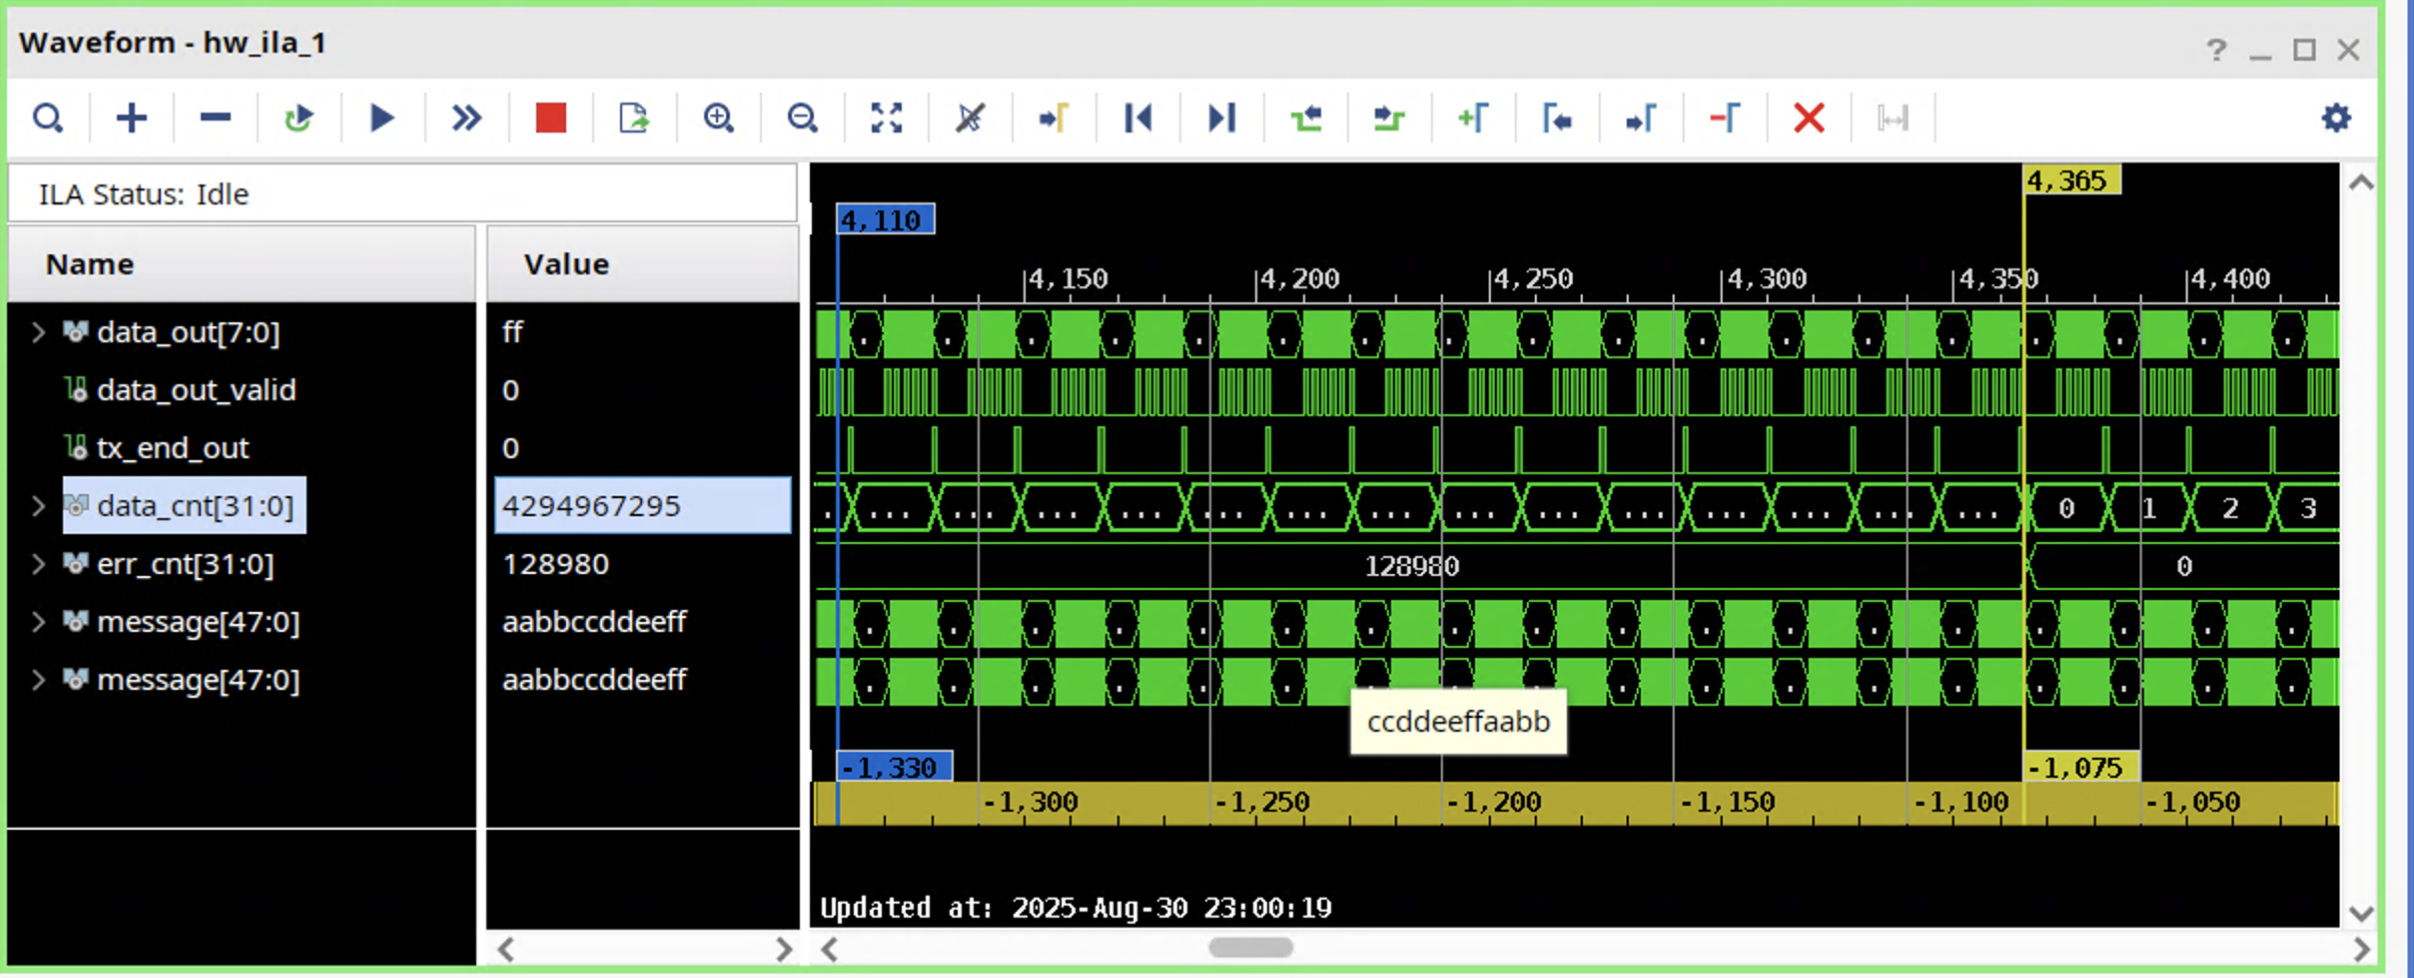 Waveform - hw_ila_1
?
ILA Status: Idle
Name Value
4,365
4,110
4,150 4,200 4,250 4,300 4,350 4,400
data_out[7:0] ff
data_out_valid 0
tx_end_out 0
data_cnt[31:0] 4294967295 ... ... ... ... ... ... ... ... ... ... ... ... ... ... 0 1 2 3
err_cnt[31:0] 128980 128980 0
message[47:0] aabbccddeeff
message[47:0] aabbccddeeff
ccddeeffaabb
-1,330 -1,075
-1,300 -1,250 -1,200 -1,150 -1,100 -1,050
Updated at: 2025-Aug-30 23:00:19